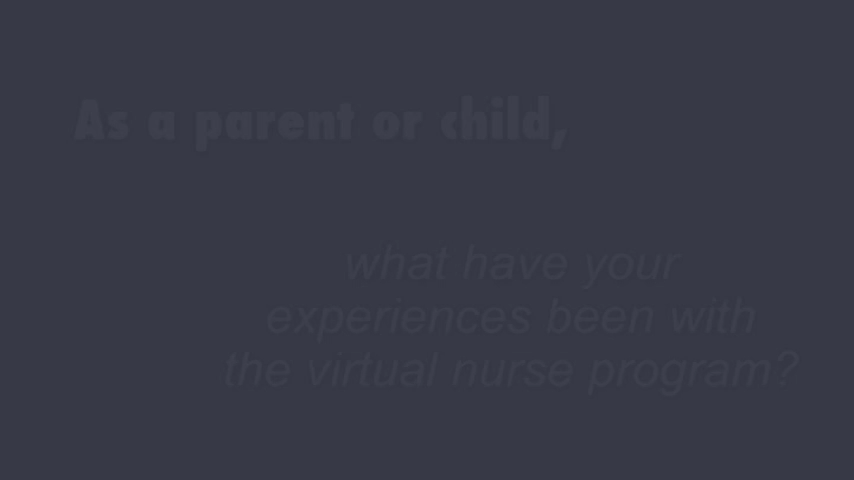 As a parent or child,
what have your
experiences been with
the virtual nurse program?